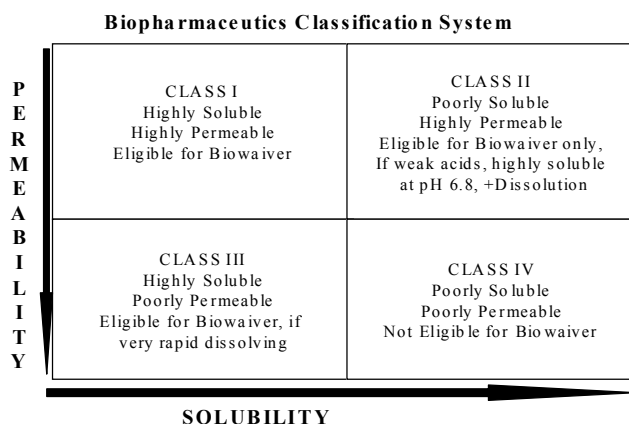 Biopharmaceutics Classification System
PERMEABILITY
CLASS I
Highly Soluble
Highly Permeable
Eligible for Biowaiver
CLASS II
Poorly Soluble
Highly Permeable
Eligible for Biowaiver only,
If weak acids, highly soluble
at pH 6.8, +Dissolution
CLASS III
Highly Soluble
Poorly Permeable
Eligible for Biowaiver, if
very rapid dissolving
CLASS IV
Poorly Soluble
Poorly Permeable
Not Eligible for Biowaiver
SOLUBILITY